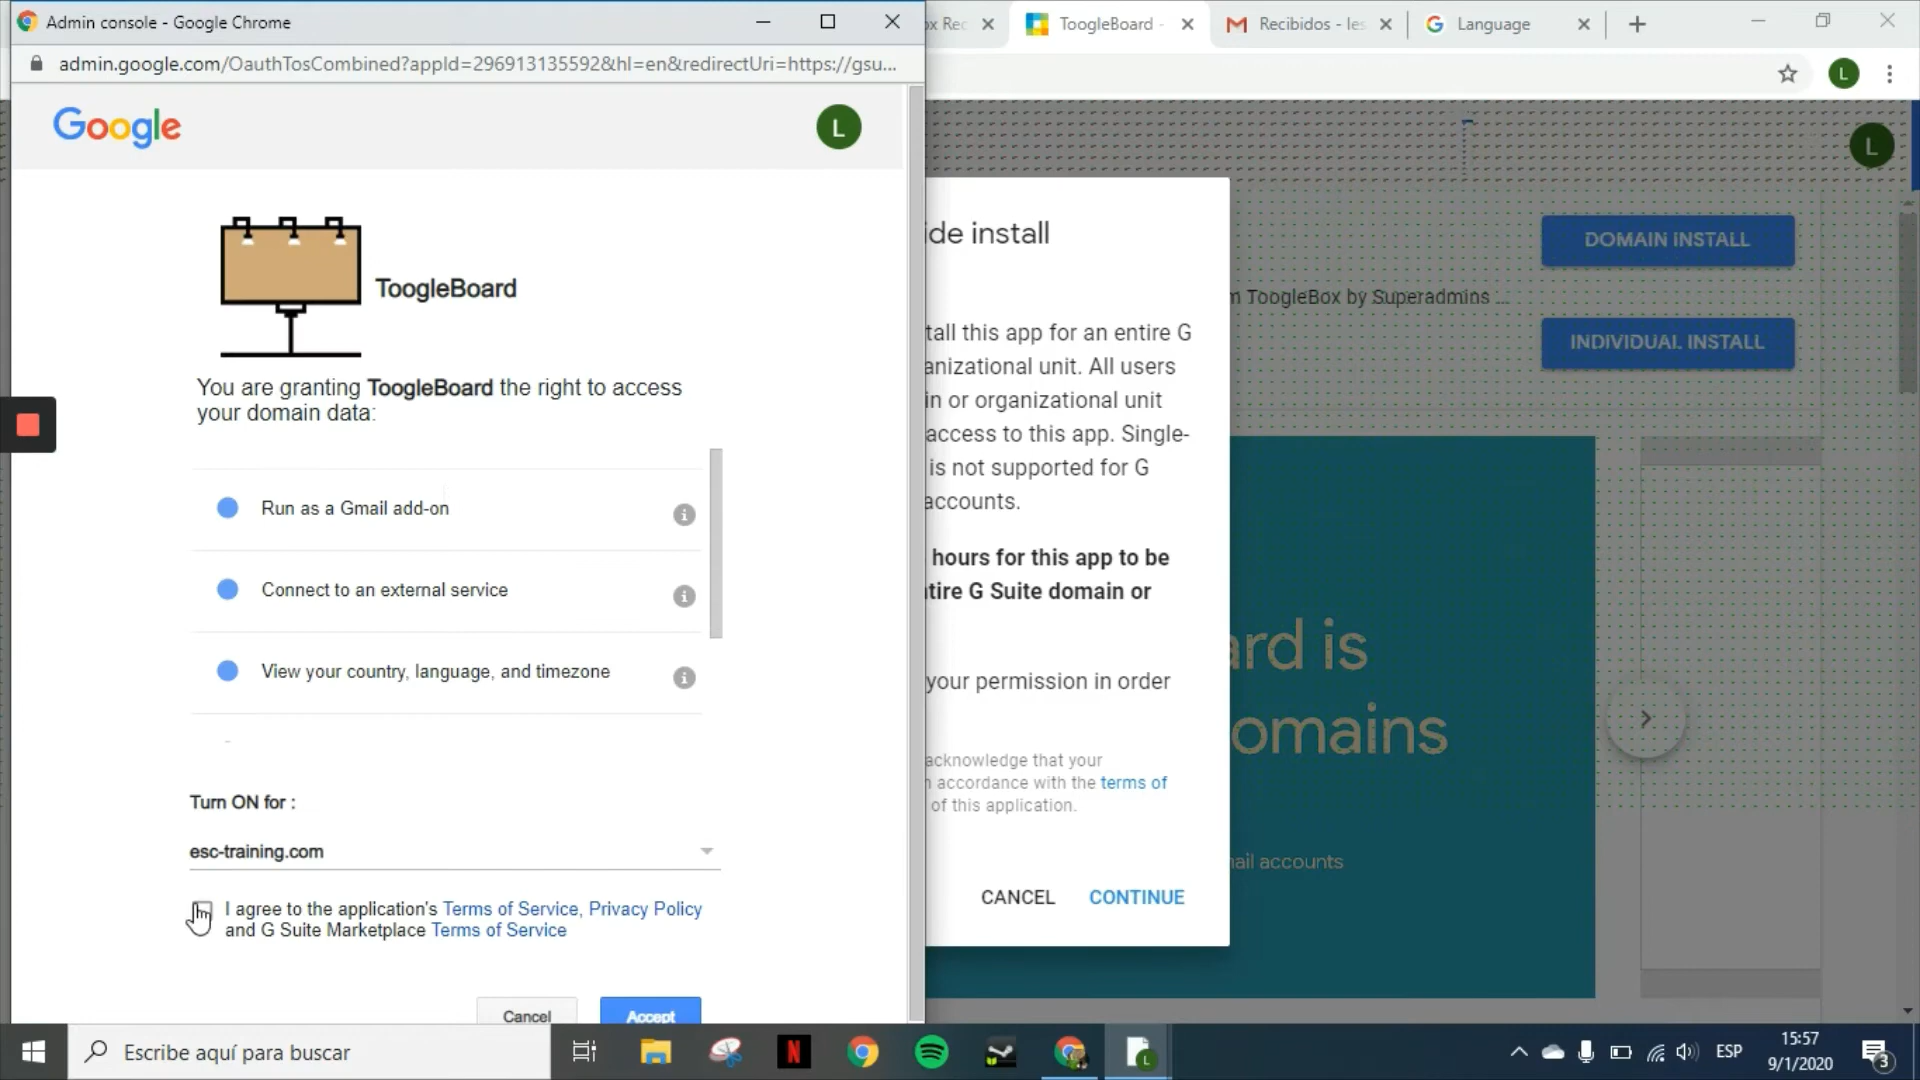 Admin console - Google Chrome
admin.google.com/OauthTosCombined?appId=296913135592&hl=en&redirectUri=https://gsu...
Google
L
ToogleBoard
You are granting ToogleBoard the right to access
your domain data:
Run as a Gmail add-on
Connect to an external service
View your country, language, and timezone
Turn ON for :
esc-training.com
I agree to the application's Terms of Service, Privacy Policy
and G Suite Marketplace Terms of Service
Cancel
Accept
ox Rec
ToogleBoard -
Recibidos - les
Language
L
L
DOMAIN INSTALL
m ToogleBox by Superadmins ...
INDIVIDUAL INSTALL
ide install
tall this app for an entire G
anizational unit. All users
in or organizational unit
access to this app. Single-
is not supported for G
accounts.
hours for this app to be
ntire G Suite domain or
your permission in order
acknowledge that your
n accordance with the terms of
of this application.
CANCEL
CONTINUE
ard is
omains
nail accounts
Escribe aquí para buscar
N
L
ESP
15:57
9/1/2020
3